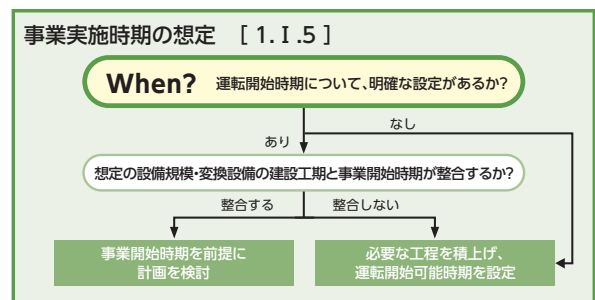 事業実施時期の想定 [ 1. I .5 ]
When? 運転開始時期について、明確な設定があるか?
なし
あり
想定の設備規模・変換設備の建設工期と事業開始時期が整合するか?
整合する 整合しない
事業開始時期を前提に
計画を検討
必要な工程を積上げ、
運転開始可能時期を設定